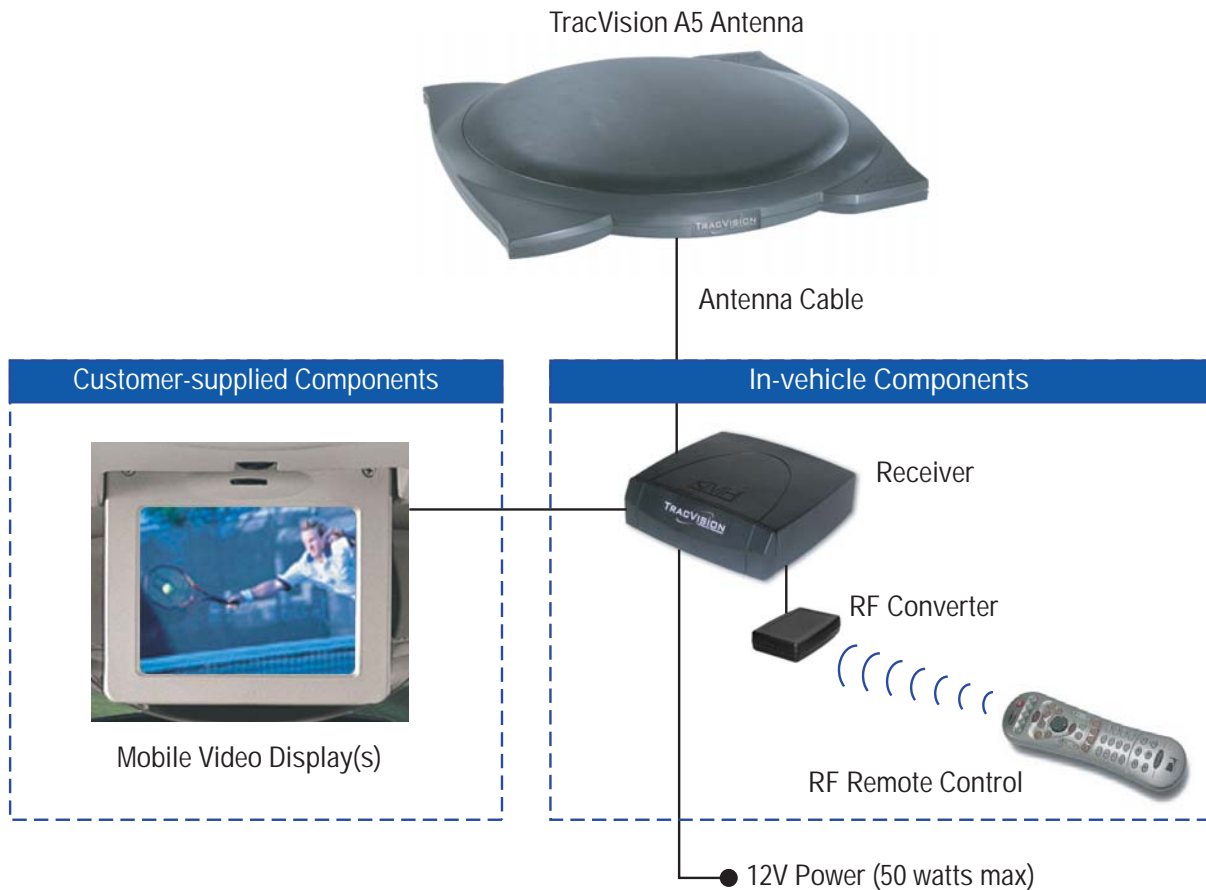 TracVision A5 Antenna
TRACVISION
Antenna Cable
Customer-supplied Components
In-vehicle Components
Receiver
TRACVISION
RF Converter
Mobile Video Display(s)
RF Remote Control
12V Power (50 watts max)